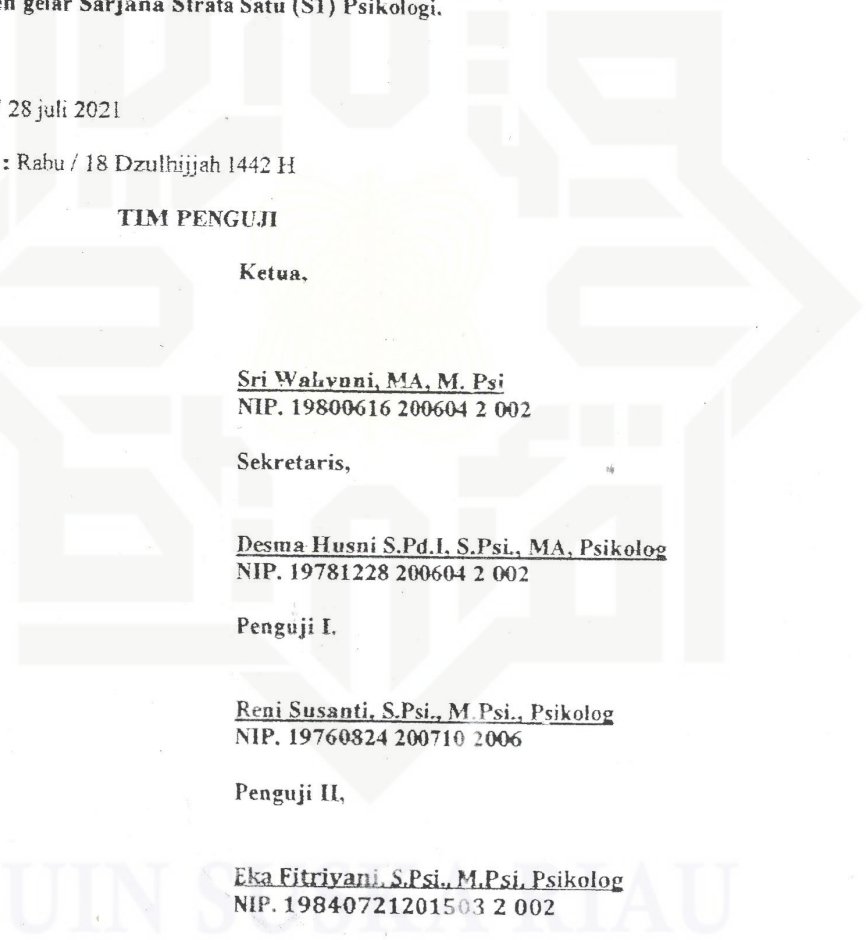 gelar Sarjana Strata Satu (S1) Psikologi.
28 juli 2021
: Rabu / 18 Dzulhijjah 1442 H
TIM PENGUJI
Ketua,
Sri Wahyuni, MA, M. Psi
NIP. 19800616 200604 2 002
Sekretaris,
Desma Husni S.Pd.I, S.Psi., MA, Psikolog
NIP. 19781228 200604 2 002
Penguji I,
Reni Susanti, S.Psi., M.Psi., Psikolog
NIP. 19760824 200710 2006
Penguji II,
Eka Fitriyani, S.Psi., M.Psi, Psikolog
NIP. 19840721201503 2 002
UIN SUSKA RIAU